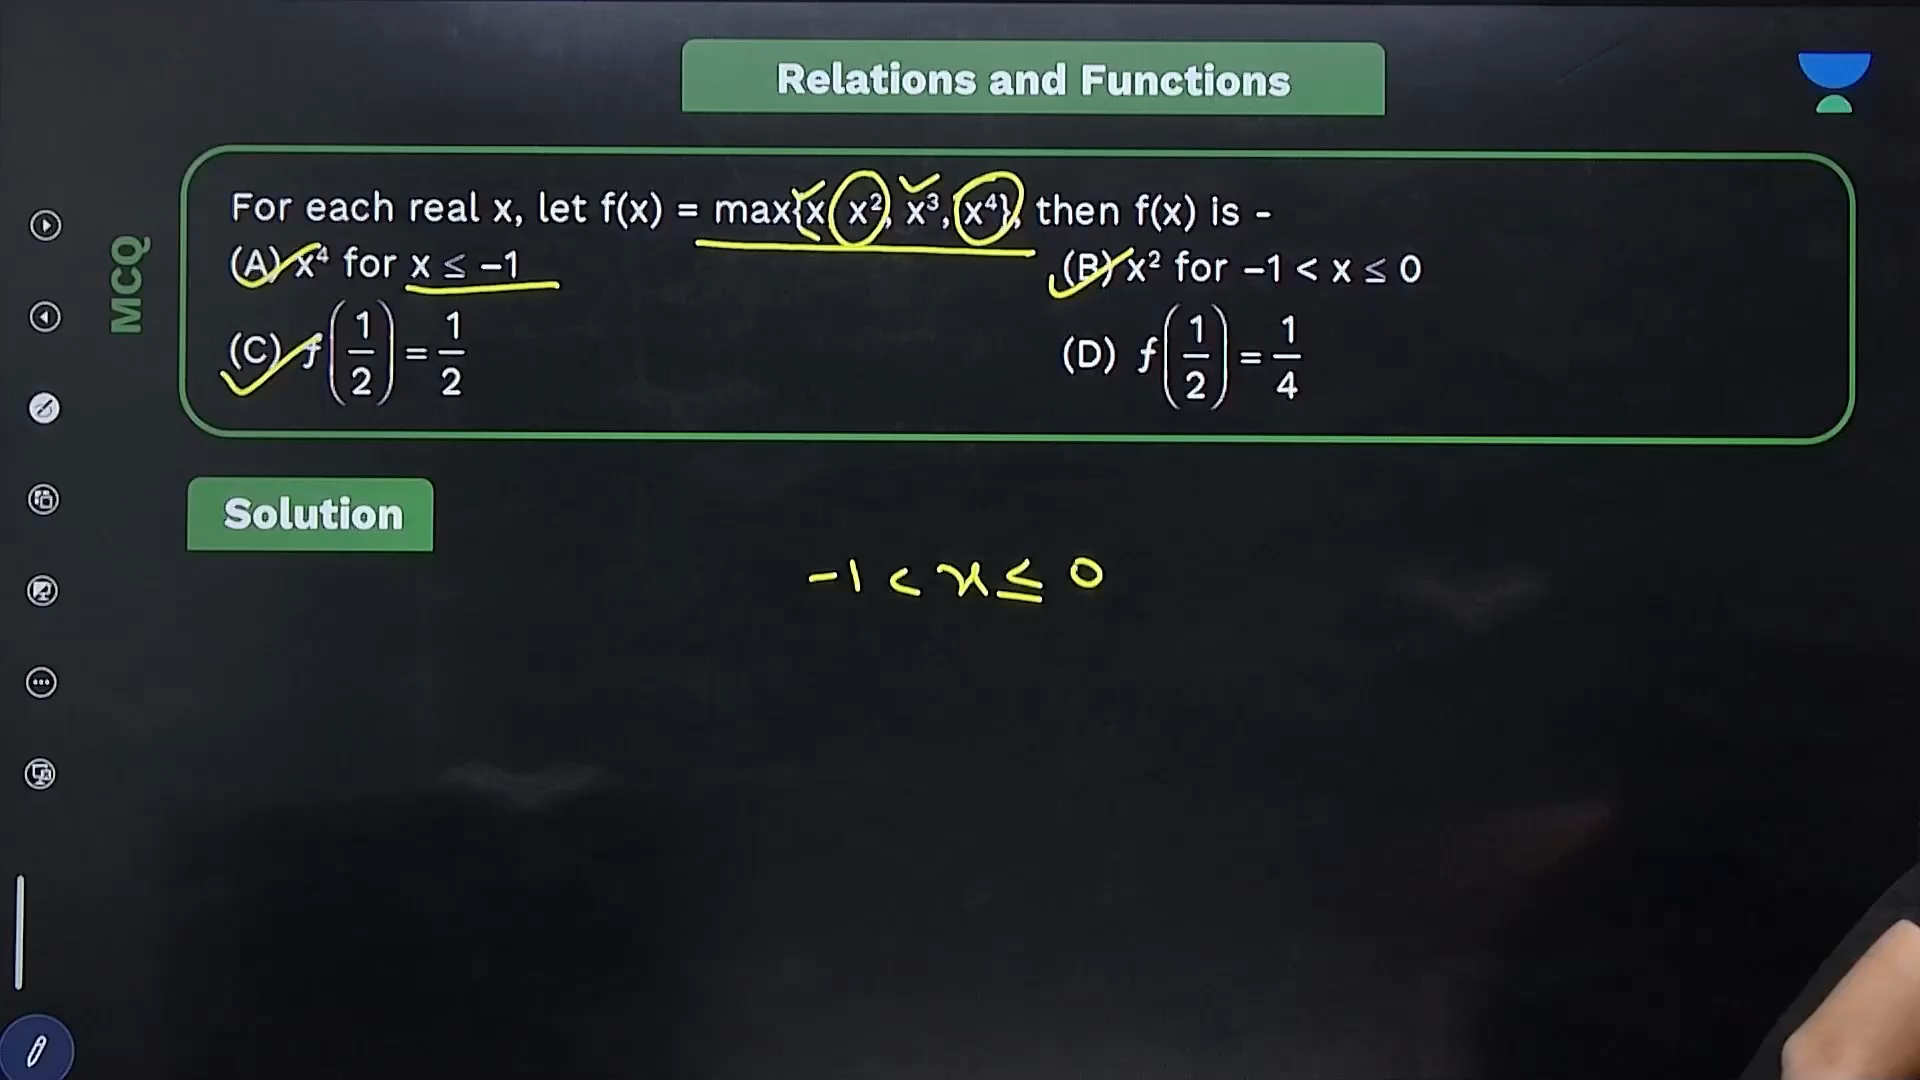 Relations and Functions
MCQ
For each real x, let f(x) = max{x, x², x³, x⁴}, then f(x) is -
(A) x⁴ for x ≤ −1
(B) x² for −1 < x ≤ 0
(C) f(1/2) = 1/2
(D) f(1/2) = 1/4
Solution
-1 < x ≤ 0